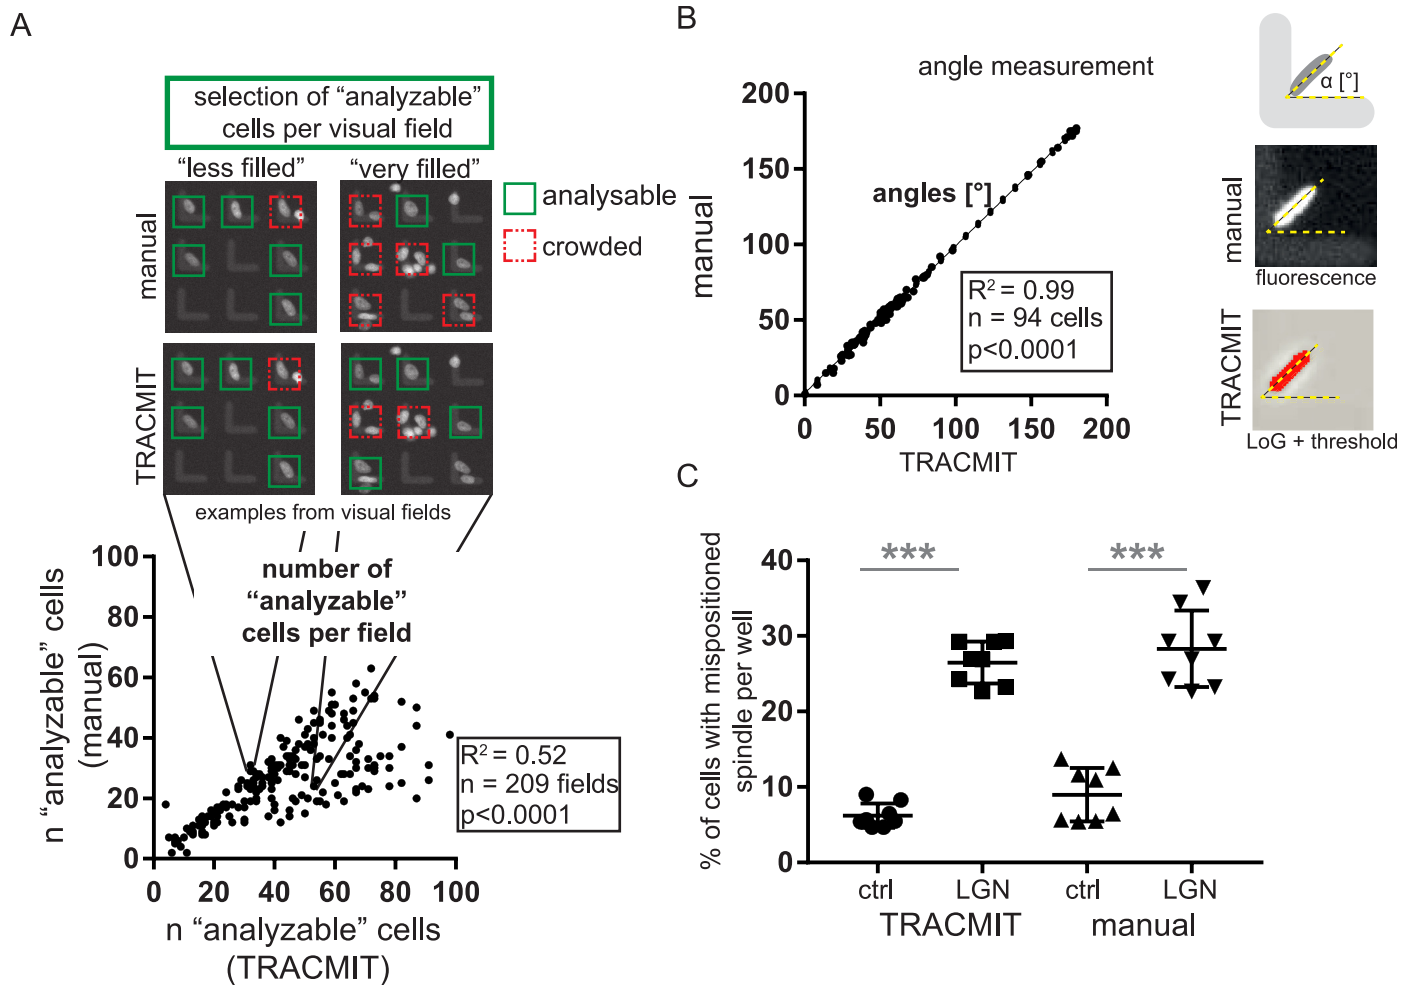 A
selection of “analyzable”
cells per visual field
“less filled”
“very filled”
manual
analysable
crowded
TRACMIT
examples from visual fields
number of
“analyzable”
cells per field
n “analyzable” cells
(manual)
100
80
60
40
20
0
R² = 0.52
n = 209 fields
p<0.0001
0 20 40 60 80 100
n “analyzable” cells
(TRACMIT)
B
angle measurement
manual
200
150
100
50
0
angles [°]
R² = 0.99
n = 94 cells
p<0.0001
0 50 100 150 200
TRACMIT
α [°]
manual
fluorescence
TRACMIT
LoG + threshold
C
% of cells with mispositioned
spindle per well
40
30
20
10
0
***
***
ctrl LGN ctrl LGN
TRACMIT manual